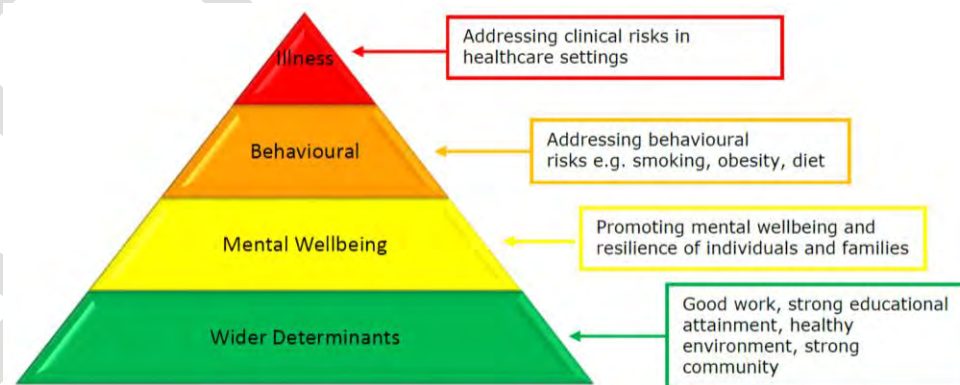 Illness
Addressing clinical risks in
healthcare settings
Behavioural
Addressing behavioural
risks e.g. smoking, obesity, diet
Mental Wellbeing
Promoting mental wellbeing and
resilience of individuals and families
Wider Determinants
Good work, strong educational
attainment, healthy
environment, strong
community